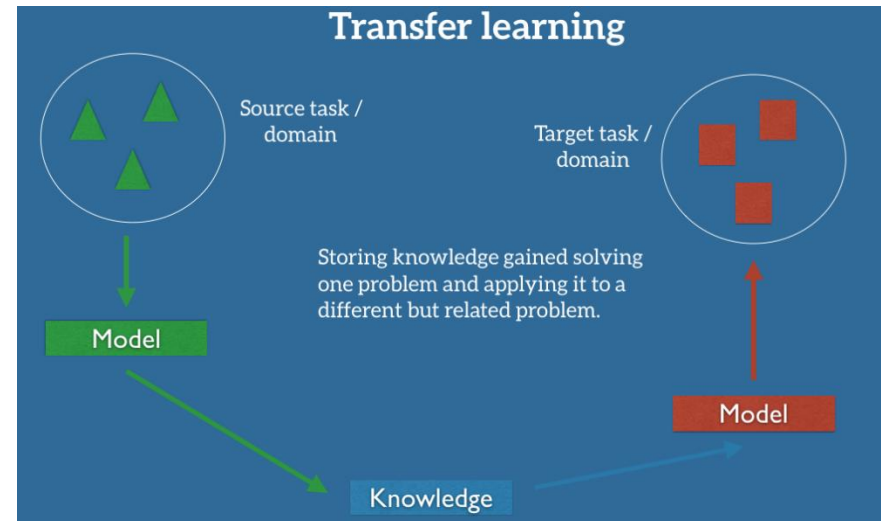 Transfer learning
Source task /
domain
Target task /
domain
Storing knowledge gained solving
one problem and applying it to a
different but related problem.
Model
Model
Knowledge